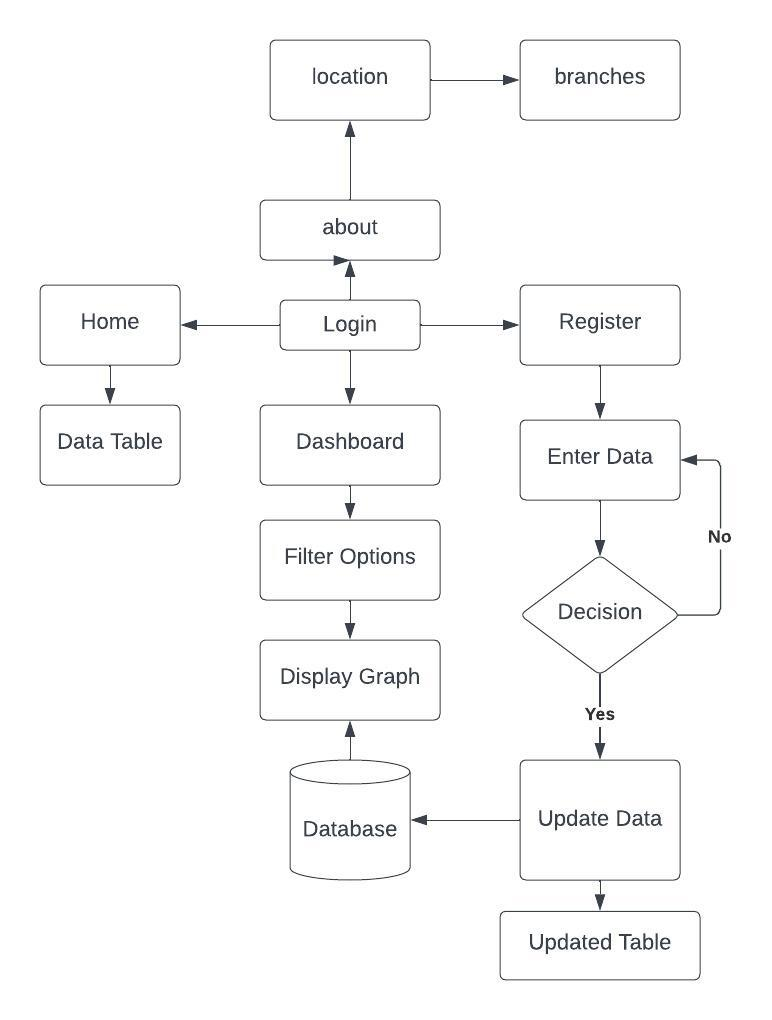 location
branches
about
Home
Login
Register
Data Table
Dashboard
Enter Data
Filter Options
No
Decision
Display Graph
Yes
Database
Update Data
Updated Table